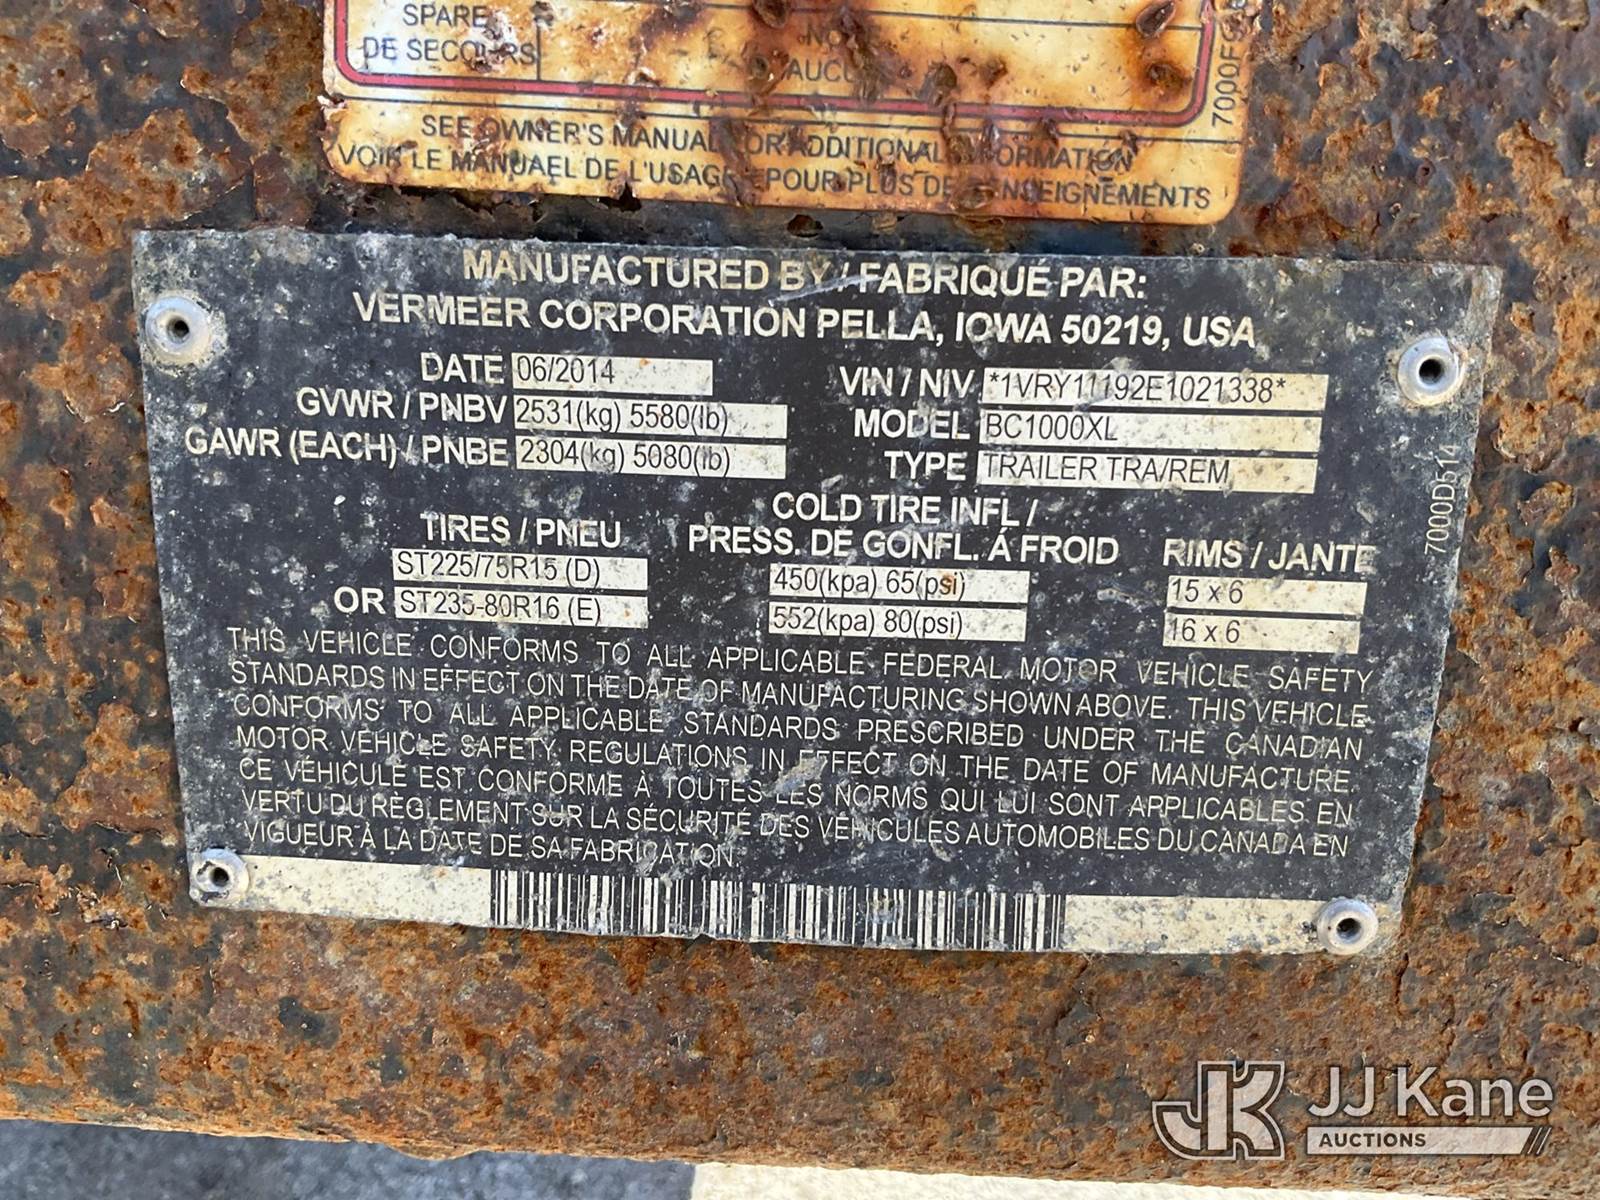 SPARE
DE SECOURS
SEE OWNER'S MANUAL FOR ADDITIONAL INFORMATION
VOIR LE MANUAEL DE L'USAGE POUR PLUS DE RENSEIGNEMENTS
MANUFACTURED BY / FABRIQUE PAR:
VERMEER CORPORATION PELLA, IOWA 50219, USA
DATE 06/2014
VIN / NIV *1VRY11192E1021338*
GVWR / PNBV 2531(kg) 5580(lb)
MODEL BC1000XL
GAWR (EACH) / PNBE 2304(kg) 5080(lb)
TYPE TRAILER TRA/REM
7000D514
TIRES / PNEU
COLD TIRE INFL /
PRESS. DE GONFL. À FROID
RIMS / JANTE
ST225/75R15 (D) 450(kpa) 65(psi) 15 x 6
OR ST235-80R16 (E) 552(kpa) 80(psi) 16 x 6
THIS VEHICLE CONFORMS TO ALL APPLICABLE FEDERAL MOTOR VEHICLE SAFETY
STANDARDS IN EFFECT ON THE DATE OF MANUFACTURING SHOWN ABOVE. THIS VEHICLE
CONFORMS TO ALL APPLICABLE STANDARDS PRESCRIBED UNDER THE CANADIAN
MOTOR VEHICLE SAFETY REGULATIONS IN EFFECT ON THE DATE OF MANUFACTURE.
CE VÉHICULE EST CONFORME À TOUTES LES NORMS QUI LUI SONT APPLICABLES EN
VERTU DU RÈGLEMENT SUR LA SÉCURITÉ DES VÉHICULES AUTOMOBILES DU CANADA EN
VIGUEUR À LA DATE DE SA FABRICATION.
JK JJ Kane
AUCTIONS